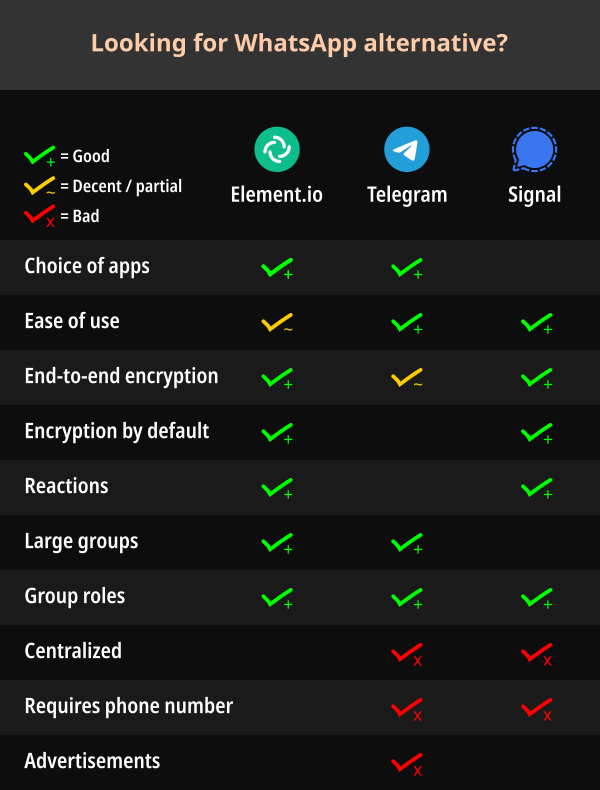 Looking for WhatsApp alternative?
+ = Good
~ = Decent / partial
x = Bad
Element.io Telegram Signal
Choice of apps + +
Ease of use ~ + +
End-to-end encryption + ~ +
Encryption by default + +
Reactions + +
Large groups + +
Group roles + + +
Centralized x x
Requires phone number x x
Advertisements x